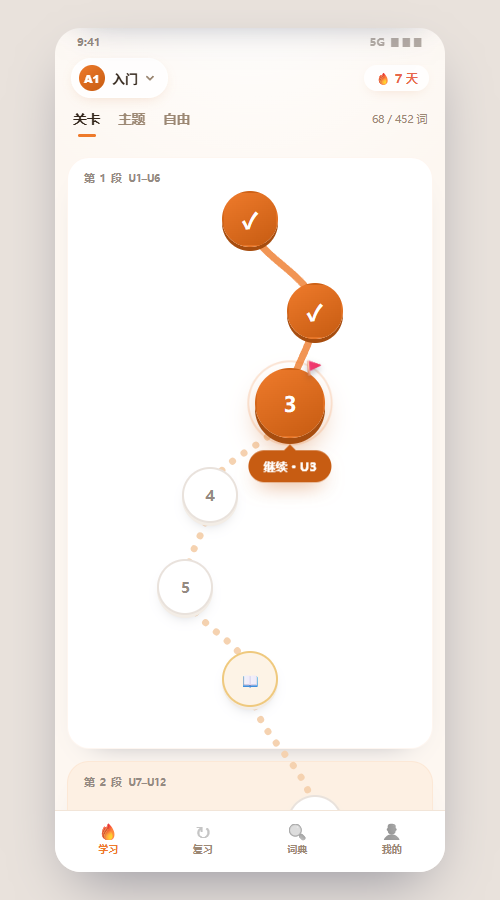 9:41 5G
A1 入门 7 天
关卡 主题 自由 68 / 452 词
第 1 段 U1–U6
3
继续・U3
4
5
第 2 段 U7–U12
学习 复习 词典 我的